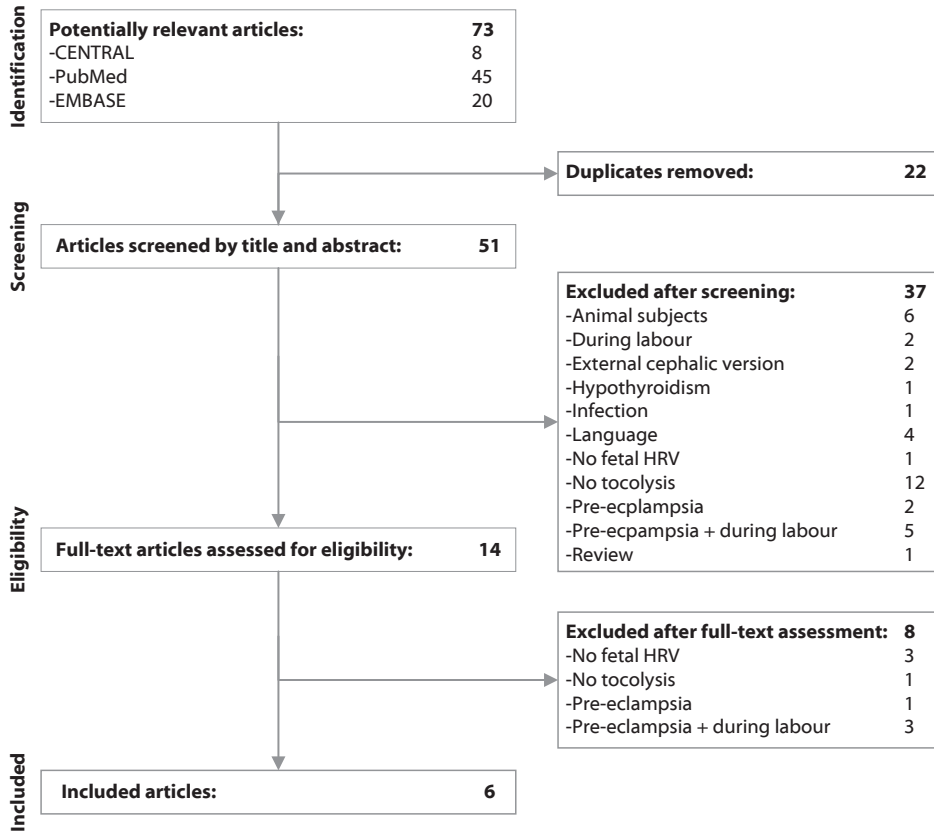 Identification
Potentially relevant articles: 73
-CENTRAL 8
-PubMed 45
-EMBASE 20
Duplicates removed: 22
Screening
Articles screened by title and abstract: 51
Excluded after screening: 37
-Animal subjects 6
-During labour 2
-External cephalic version 2
-Hypothyroidism 1
-Infection 1
-Language 4
-No fetal HRV 1
-No tocolysis 12
-Pre-ecplampsia 2
-Pre-ecpampsia + during labour 5
-Review 1
Eligibility
Full-text articles assessed for eligibility: 14
Excluded after full-text assessment: 8
-No fetal HRV 3
-No tocolysis 1
-Pre-eclampsia 1
-Pre-eclampsia + during labour 3
Included
Included articles: 6